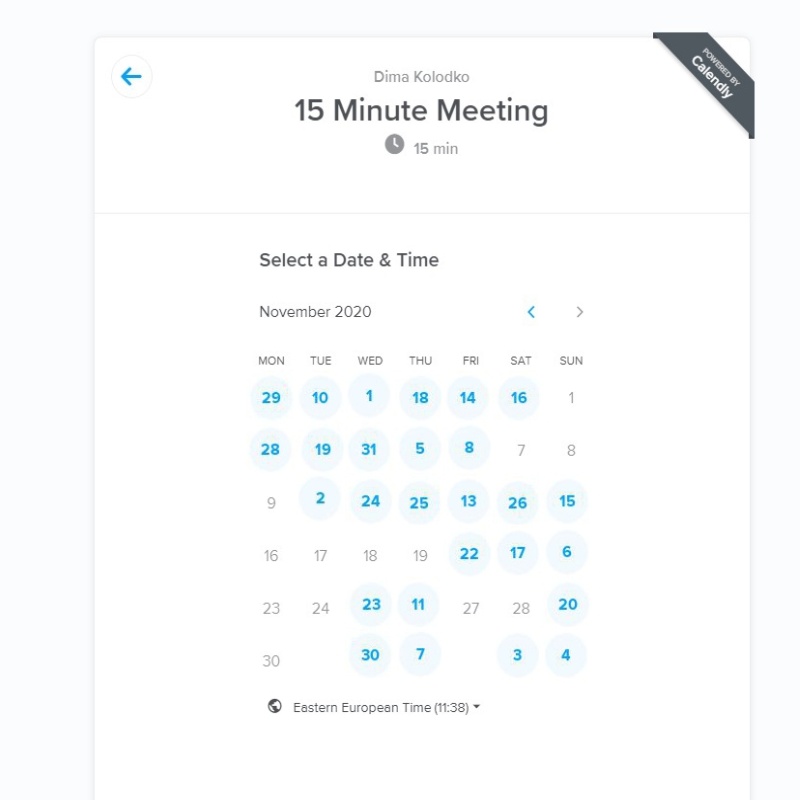 POWERED BY
Calendly
Dima Kolodko
15 Minute Meeting
15 min
Select a Date & Time
November 2020
MON TUE WED THU FRI SAT SUN
29 10 1 18 14 16 1
28 19 31 5 8 7 8
9 2 24 25 13 26 15
16 17 18 19 22 17 6
23 24 23 11 27 28 20
30 30 7 3 4
Eastern European Time (11:38)